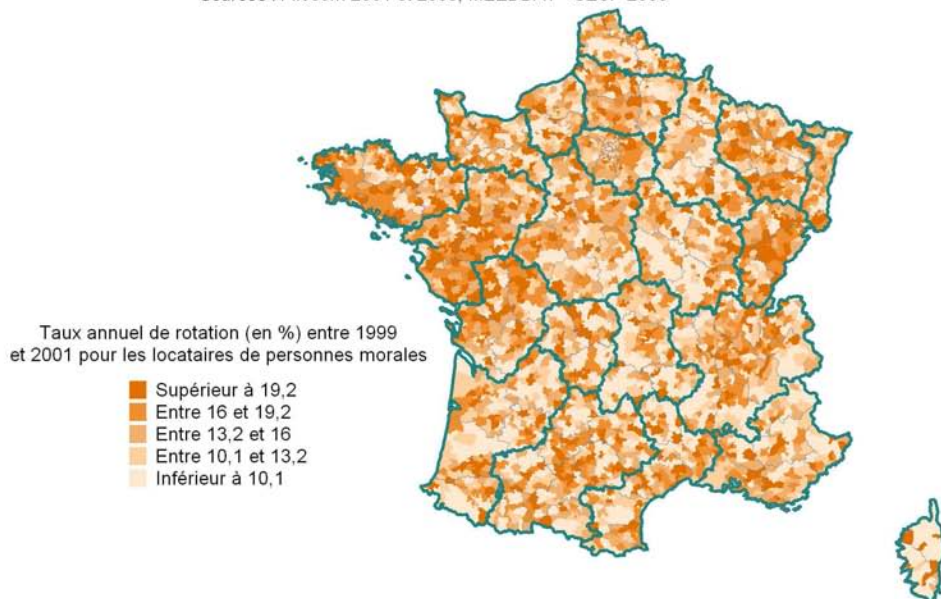 Taux annuel de rotation (en %) entre 1999
et 2001 pour les locataires de personnes morales
Supérieur à 19,2
Entre 16 et 19,2
Entre 13,2 et 16
Entre 10,1 et 13,2
Inférieur à 10,1